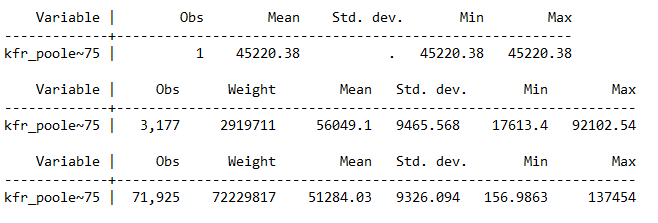 Variable | Obs Mean Std. dev. Min Max
-------------+---------------------------------------------------------
kfr_poole~75 | 1 45220.38 . 45220.38 45220.38
Variable | Obs Weight Mean Std. dev. Min Max
-------------+-----------------------------------------------------------------
kfr_poole~75 | 3,177 2919711 56049.1 9465.568 17613.4 92102.54
Variable | Obs Weight Mean Std. dev. Min Max
-------------+-----------------------------------------------------------------
kfr_poole~75 | 71,925 72229817 51284.03 9326.094 156.9863 137454